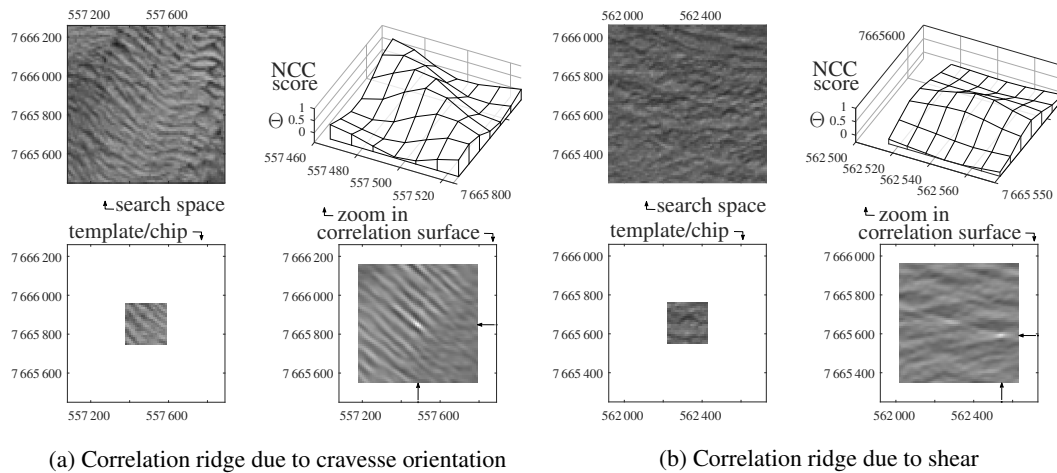 557 200 557 600
7 666 200
7 666 000
7 665 800
7 665 600
NCC
score
Θ
1
0.5
0
557 460
557 480
557 500
557 520
7 665 800
search space
template/chip
zoom in
correlation surface
7 666 200
7 666 000
7 665 800
7 665 600
557 200 557 600
7 666 200
7 666 000
7 665 800
7 665 600
557 200 557 600
(a) Correlation ridge due to cravesse orientation
562 000 562 400
7 666 000
7 665 800
7 665 600
7 665 400
7665600
NCC
score
Θ
1
0.5
0
562 500
562 520
562 540
562 560
7 665 550
search space
template/chip
zoom in
correlation surface
7 666 000
7 665 800
7 665 600
7 665 400
562 000 562 400
7 666 000
7 665 800
7 665 600
7 665 400
562 000 562 400
(b) Correlation ridge due to shear